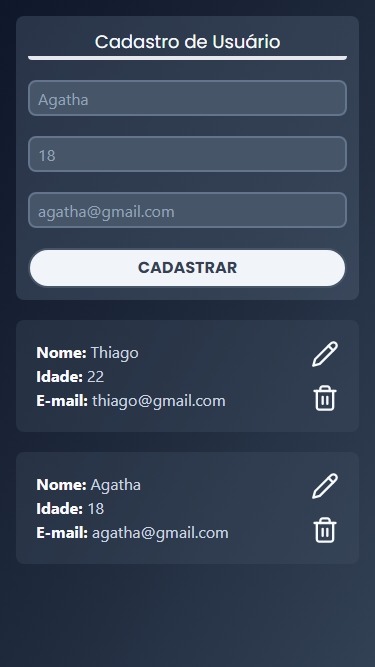 Cadastro de Usuário
Agatha
18
agatha@gmail.com
CADASTRAR
Nome: Thiago
Idade: 22
E-mail: thiago@gmail.com
Nome: Agatha
Idade: 18
E-mail: agatha@gmail.com